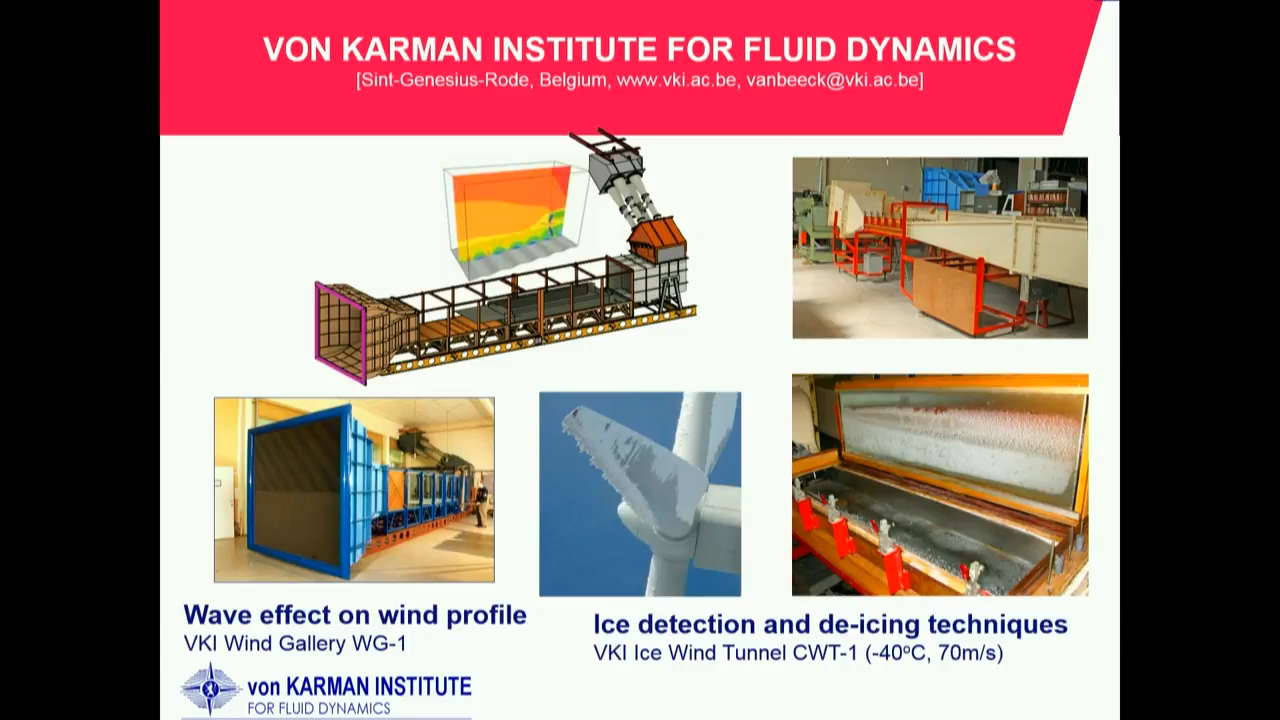 VON KARMAN INSTITUTE FOR FLUID DYNAMICS
[Sint-Genesius-Rode, Belgium, www.vki.ac.be, vanbeeck@vki.ac.be]
Wave effect on wind profile
VKI Wind Gallery WG-1
Ice detection and de-icing techniques
VKI Ice Wind Tunnel CWT-1 (-40ºC, 70m/s)
von KARMAN INSTITUTE
FOR FLUID DYNAMICS